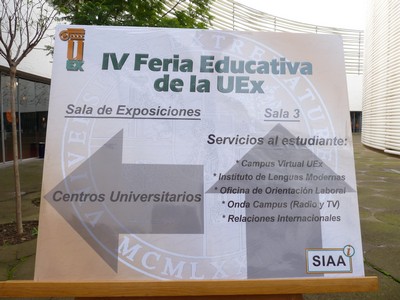 UEX
IV Feria Educativa
de la UEx
Sala de Exposiciones
Sala 3
Servicios al estudiante:
* Campus Virtual UEx
* Instituto de Lenguas Modernas
* Oficina de Orientación Laboral
* Onda Campus (Radio y TV)
* Relaciones Internacionales
Centros Universitarios
MCMLX
SIAA
i